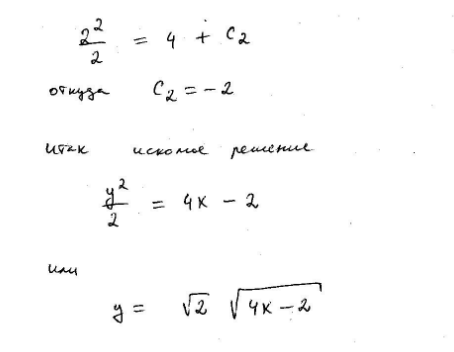 2²/2 = 4 + C₂
откуда C₂ = -2
итак искомое решение
y²/2 = 4x - 2
или
y = √2 √(4x - 2)